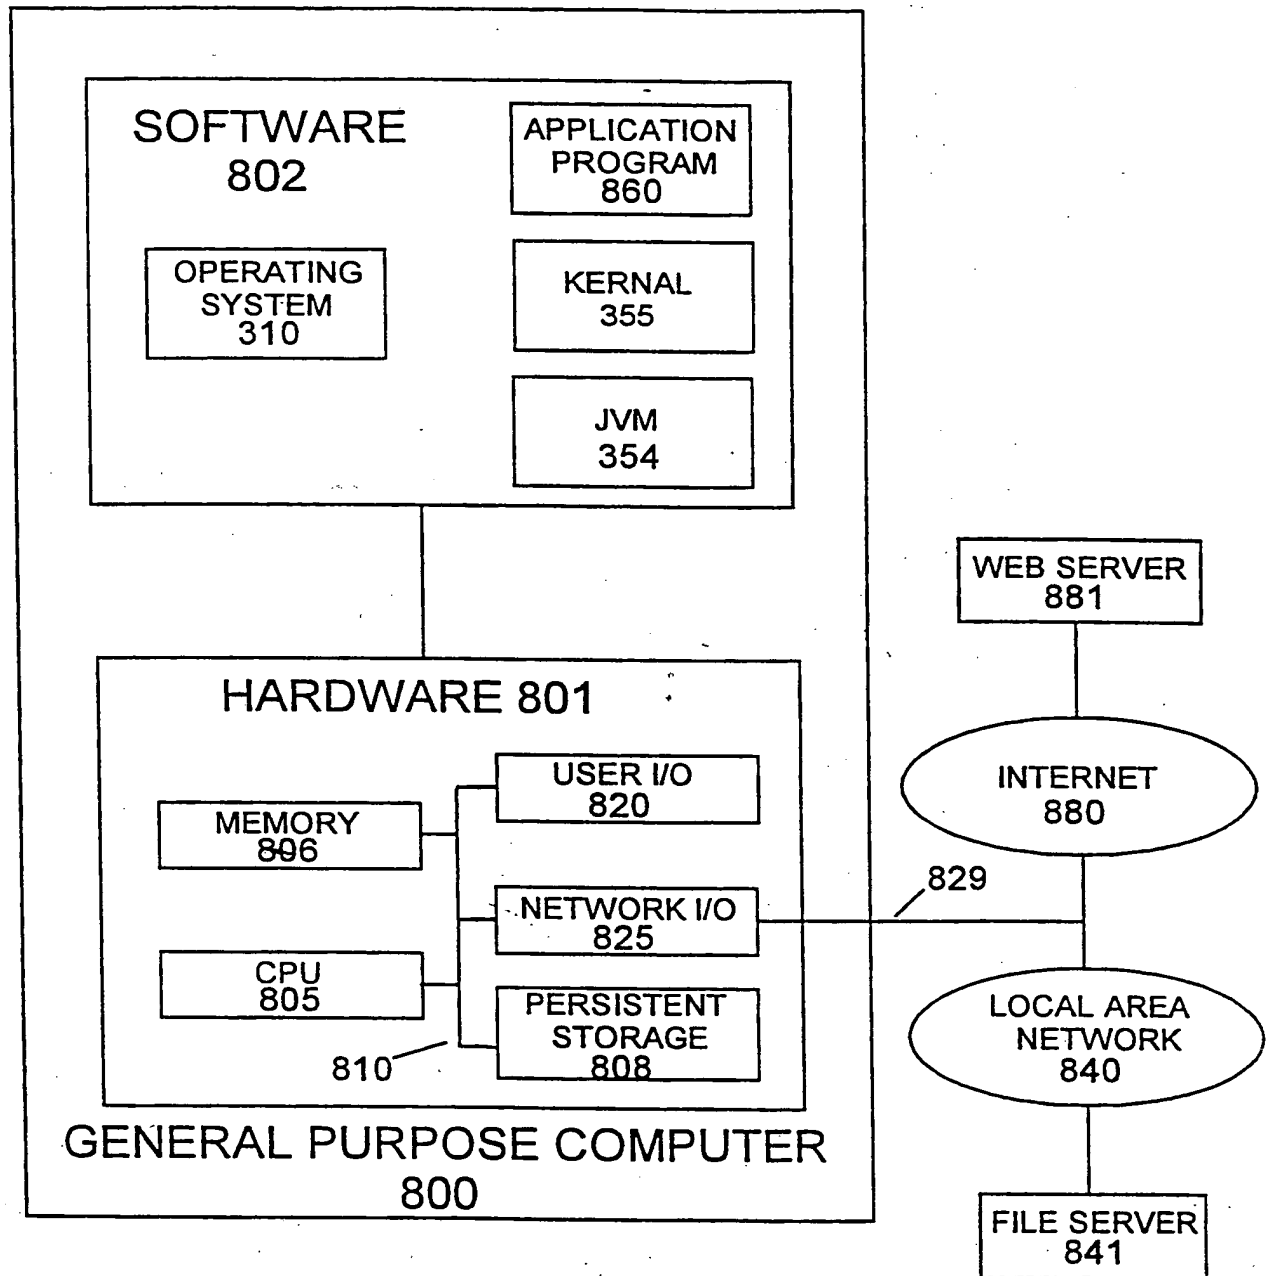 SOFTWARE
802
APPLICATION
PROGRAM
860
OPERATING
SYSTEM
310
KERNAL
355
JVM
354
WEB SERVER
881
HARDWARE 801
USER I/O
820
MEMORY
806
INTERNET
880
829
NETWORK I/O
825
CPU
805
PERSISTENT
STORAGE
808
810
LOCAL AREA
NETWORK
840
GENERAL PURPOSE COMPUTER
800
FILE SERVER
841